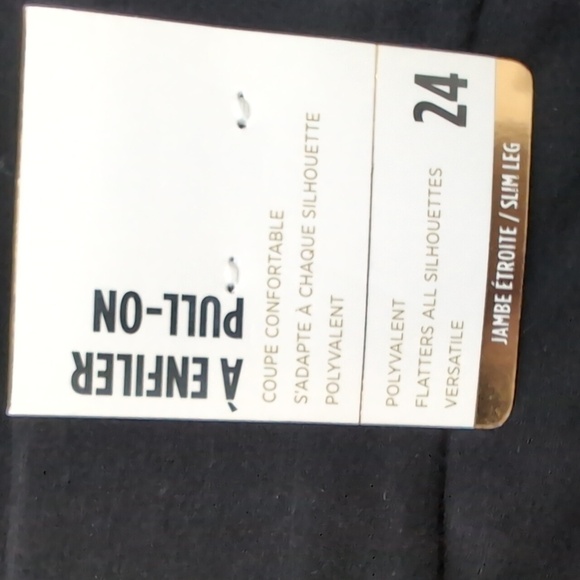 À ENFILER
PULL-ON
COUPE CONFORTABLE
S'ADAPTE À CHAQUE SILHOUETTE
POLYVALENT
POLYVALENT
FLATTERS ALL SILHOUETTES
VERSATILE
24
JAMBE ÉTROITE / SLIM LEG